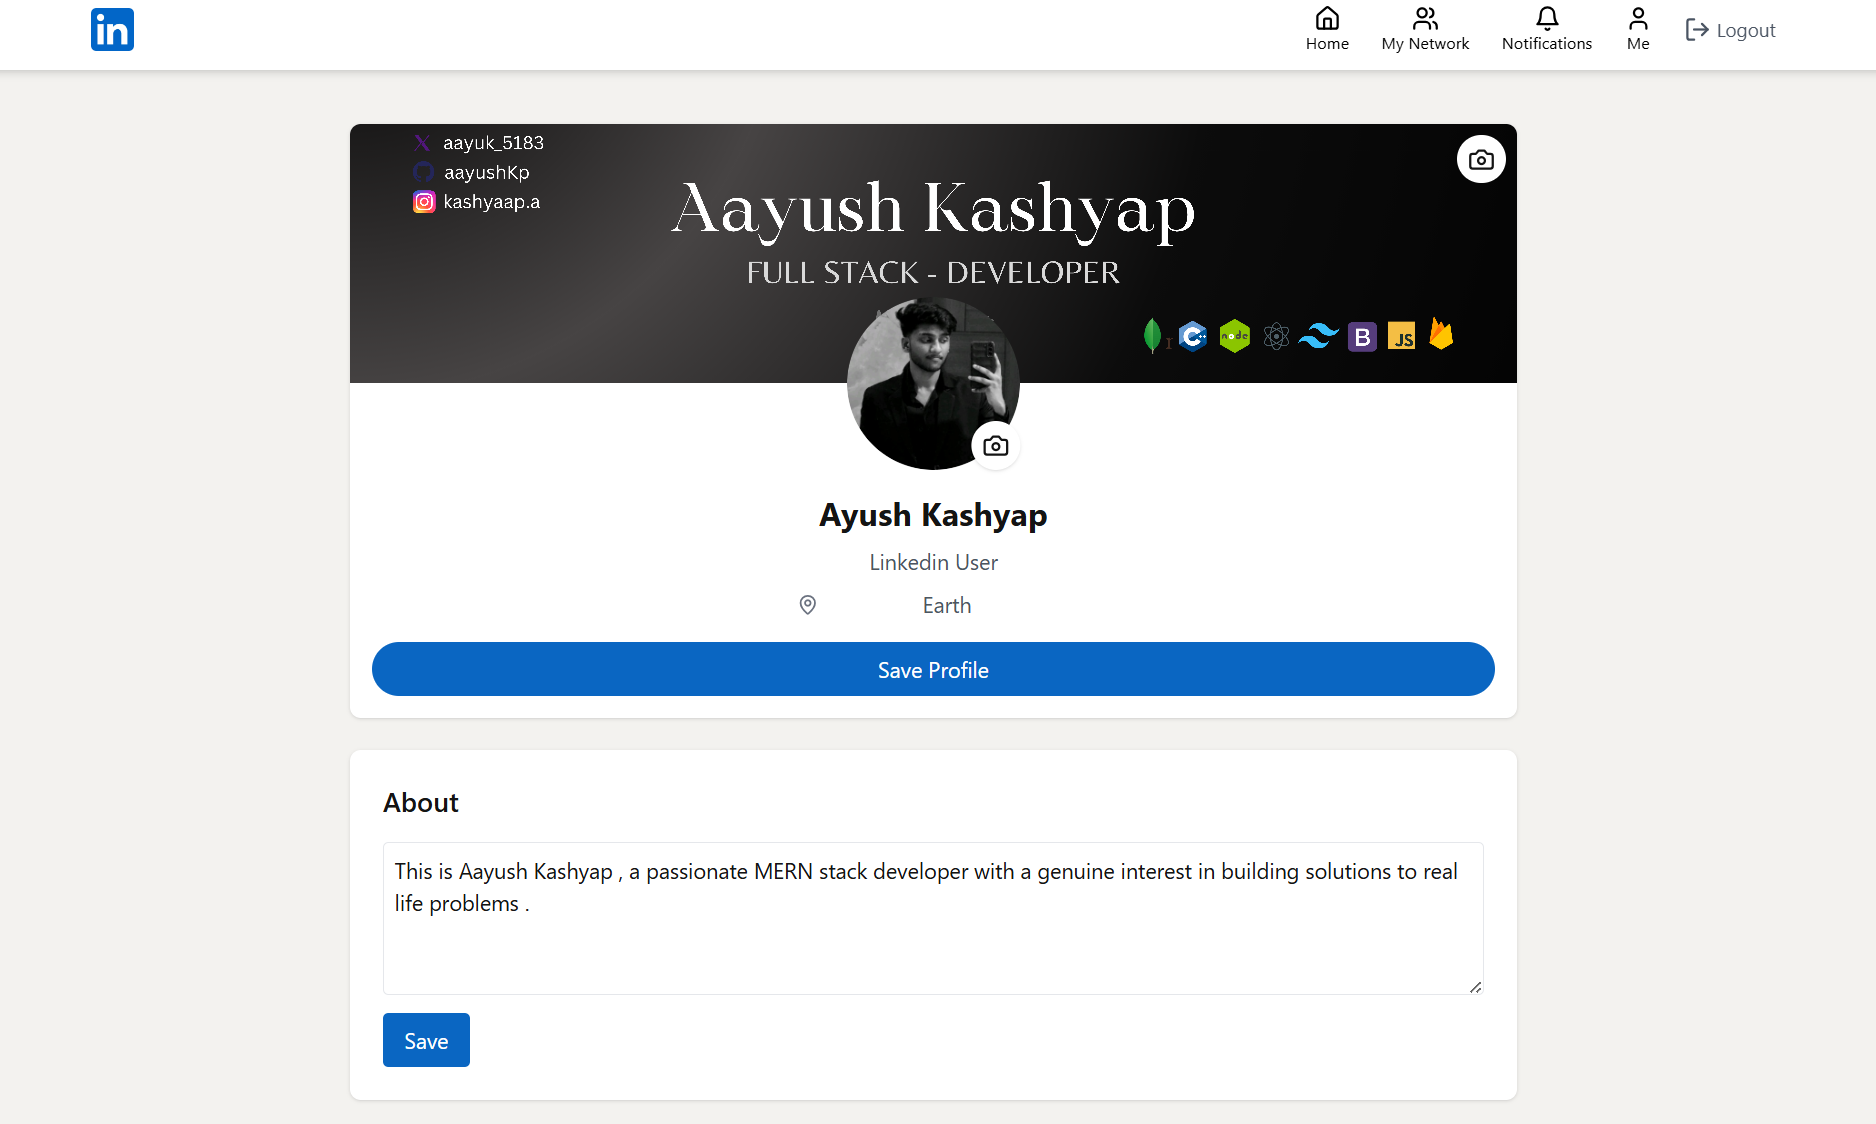 in
Home
My Network
Notifications
Me
Logout
aayuk_5183
aayushKp
kashyaap.a
Aayush Kashyap
FULL STACK - DEVELOPER
C++
node
B
JS
Ayush Kashyap
Linkedin User
Earth
Save Profile
About
This is Aayush Kashyap , a passionate MERN stack developer with a genuine interest in building solutions to real
life problems .
Save